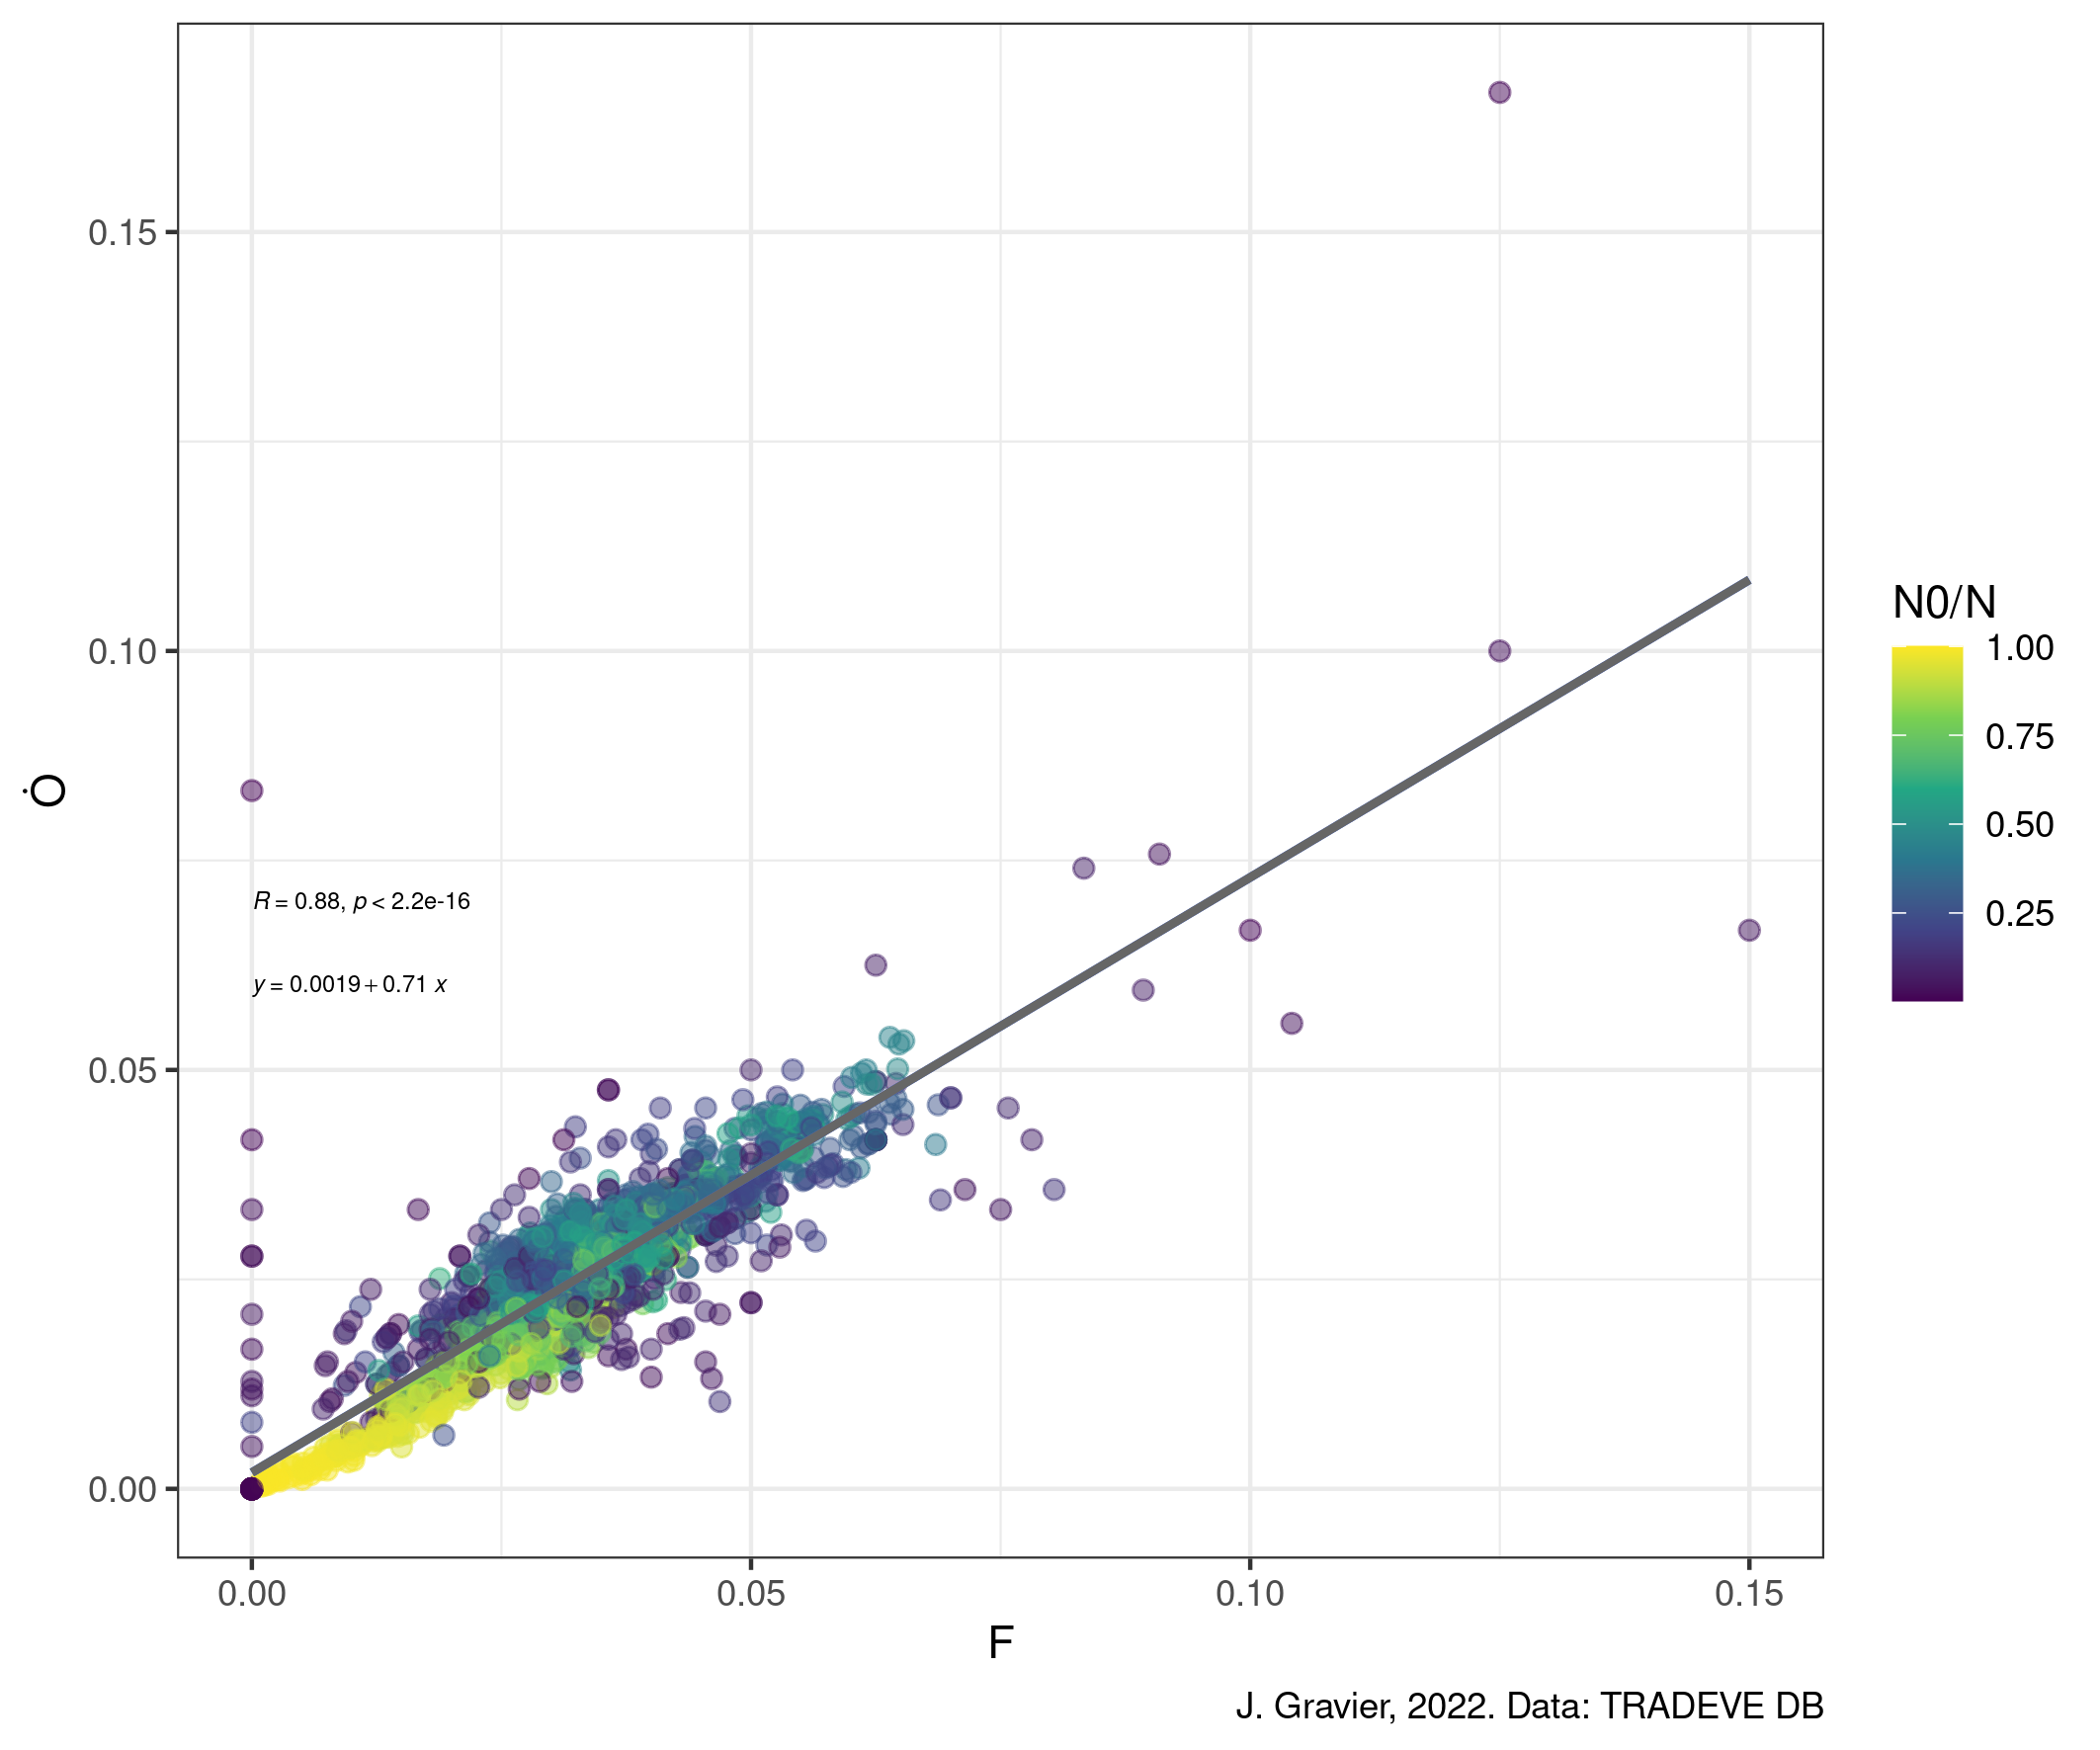 0.15
0.10
0.05
0.00
Ȯ
R = 0.88, p < 2.2e-16
y = 0.0019 + 0.71 x
0.00 0.05 0.10 0.15
F
N0/N
1.00
0.75
0.50
0.25
J. Gravier, 2022. Data: TRADEVE DB